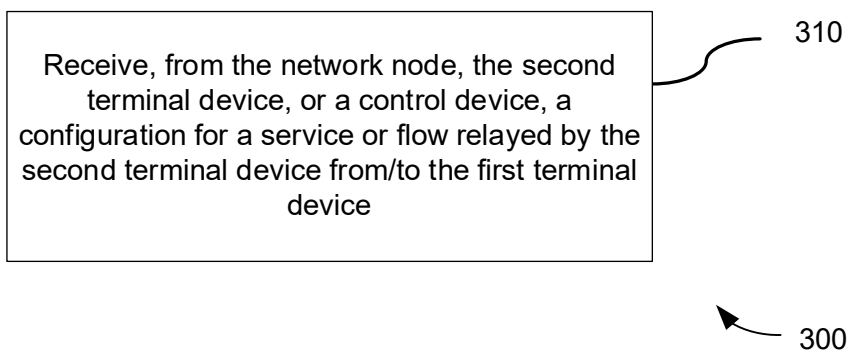 310
Receive, from the network node, the second
terminal device, or a control device, a
configuration for a service or flow relayed by the
second terminal device from/to the first terminal
device
300